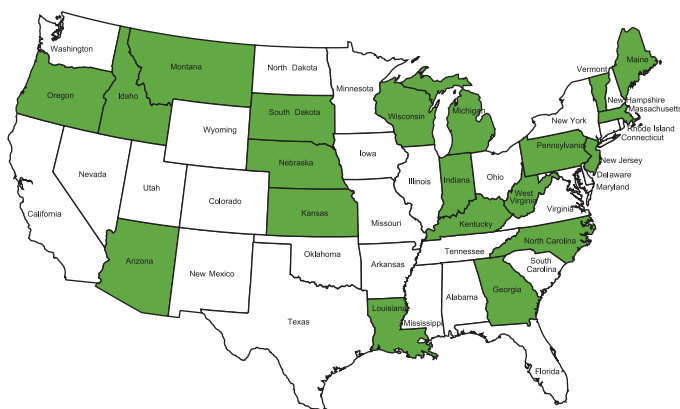 Washington
Oregon
Idaho
Montana
North Dakota
Minnesota
South Dakota
Wyoming
Nebraska
Iowa
Wisconsin
Michigan
Illinois
Indiana
Ohio
Pennsylvania
New York
Vermont
Maine
New Hampshire
Massachusetts
Rhode Island
Connecticut
New Jersey
Delaware
Maryland
West
Virginia
Virginia
Kentucky
Nevada
Utah
Colorado
Kansas
Missouri
California
Arizona
New Mexico
Oklahoma
Arkansas
Tennessee
North Carolina
South
Carolina
Texas
Louisiana
Mississippi
Alabama
Georgia
Florida